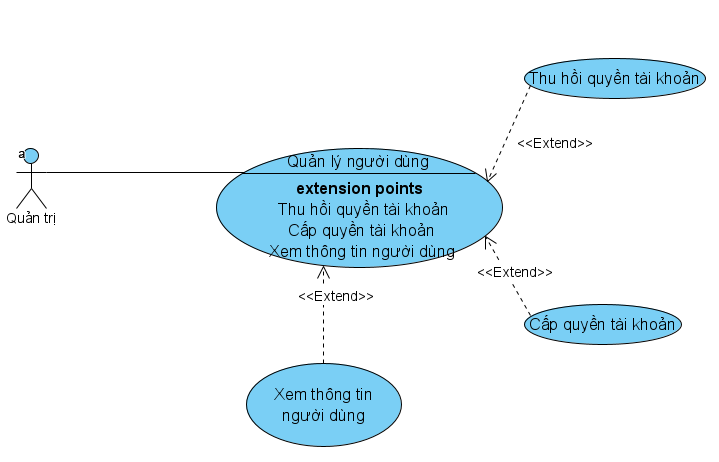 Thu hồi quyền tài khoản
<<Extend>>
a
Quản trị
Quản lý người dùng
extension points
Thu hồi quyền tài khoản
Cấp quyền tài khoản
Xem thông tin người dùng
<<Extend>>
<<Extend>>
Cấp quyền tài khoản
Xem thông tin
người dùng